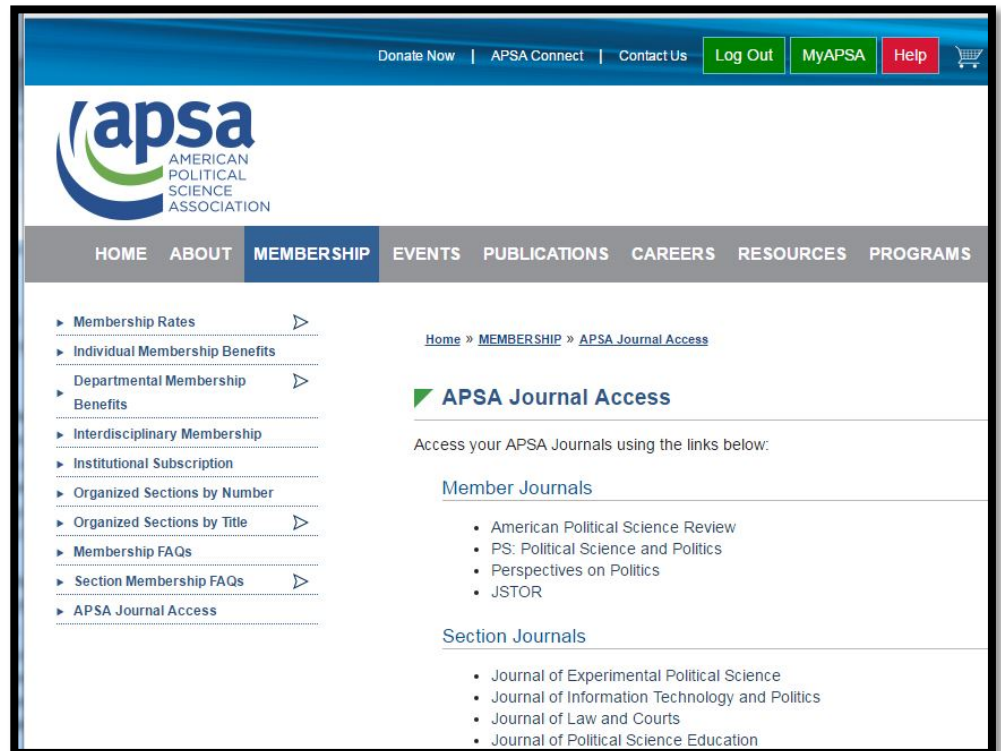 Donate Now | APSA Connect | Contact Us Log Out MyAPSA Help
apsa
AMERICAN
POLITICAL
SCIENCE
ASSOCIATION
HOME ABOUT MEMBERSHIP EVENTS PUBLICATIONS CAREERS RESOURCES PROGRAMS
Membership Rates
Individual Membership Benefits
Departmental Membership
Benefits
Interdisciplinary Membership
Institutional Subscription
Organized Sections by Number
Organized Sections by Title
Membership FAQs
Section Membership FAQs
APSA Journal Access
Home » MEMBERSHIP » APSA Journal Access
APSA Journal Access
Access your APSA Journals using the links below:
Member Journals
• American Political Science Review
• PS: Political Science and Politics
• Perspectives on Politics
• JSTOR
Section Journals
• Journal of Experimental Political Science
• Journal of Information Technology and Politics
• Journal of Law and Courts
• Journal of Political Science Education